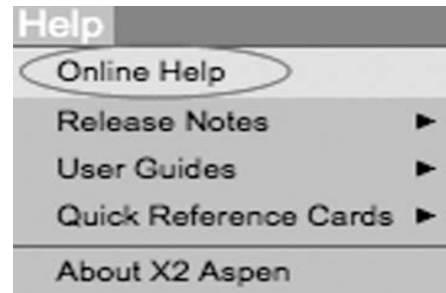 Help
Online Help
Release Notes
User Guides
Quick Reference Cards
About X2 Aspen